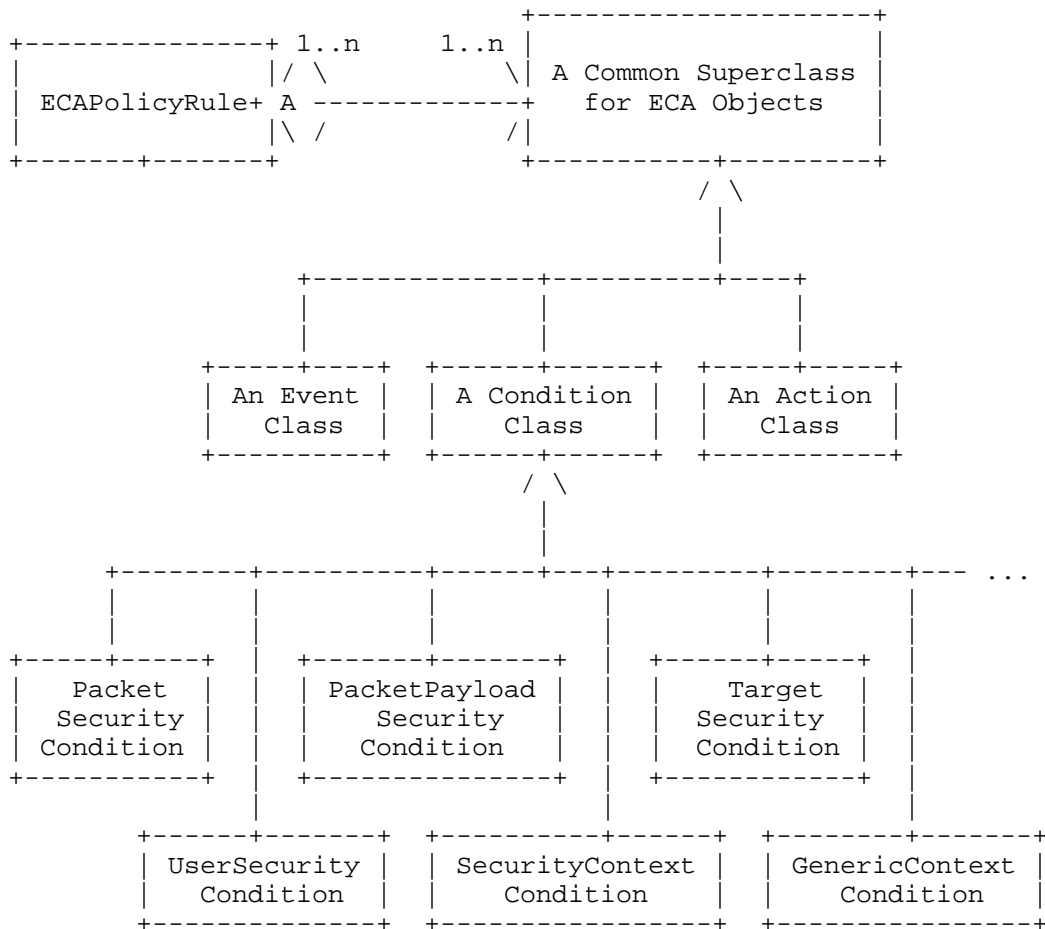 1..n 1..n
ECAPolicyRule A A Common Superclass
for ECA Objects
An Event A Condition An Action
Class Class Class
...
Packet PacketPayload Target
Security Security Security
Condition Condition Condition
UserSecurity SecurityContext GenericContext
Condition Condition Condition